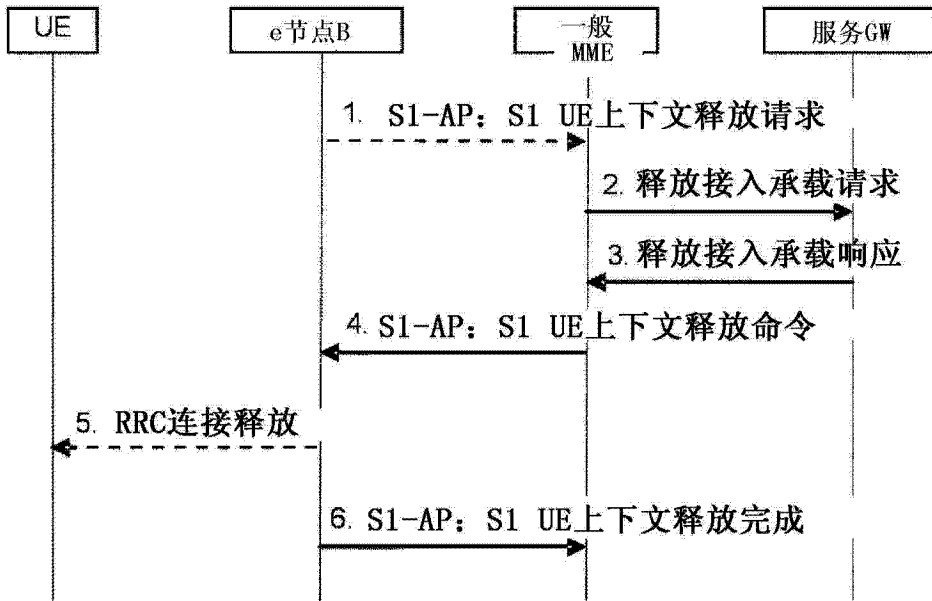 UE
e节点B
一般
MME
服务GW
1. S1-AP：S1 UE上下文释放请求
2. 释放接入承载请求
3. 释放接入承载响应
4. S1-AP：S1 UE上下文释放命令
5. RRC连接释放
6. S1-AP：S1 UE上下文释放完成